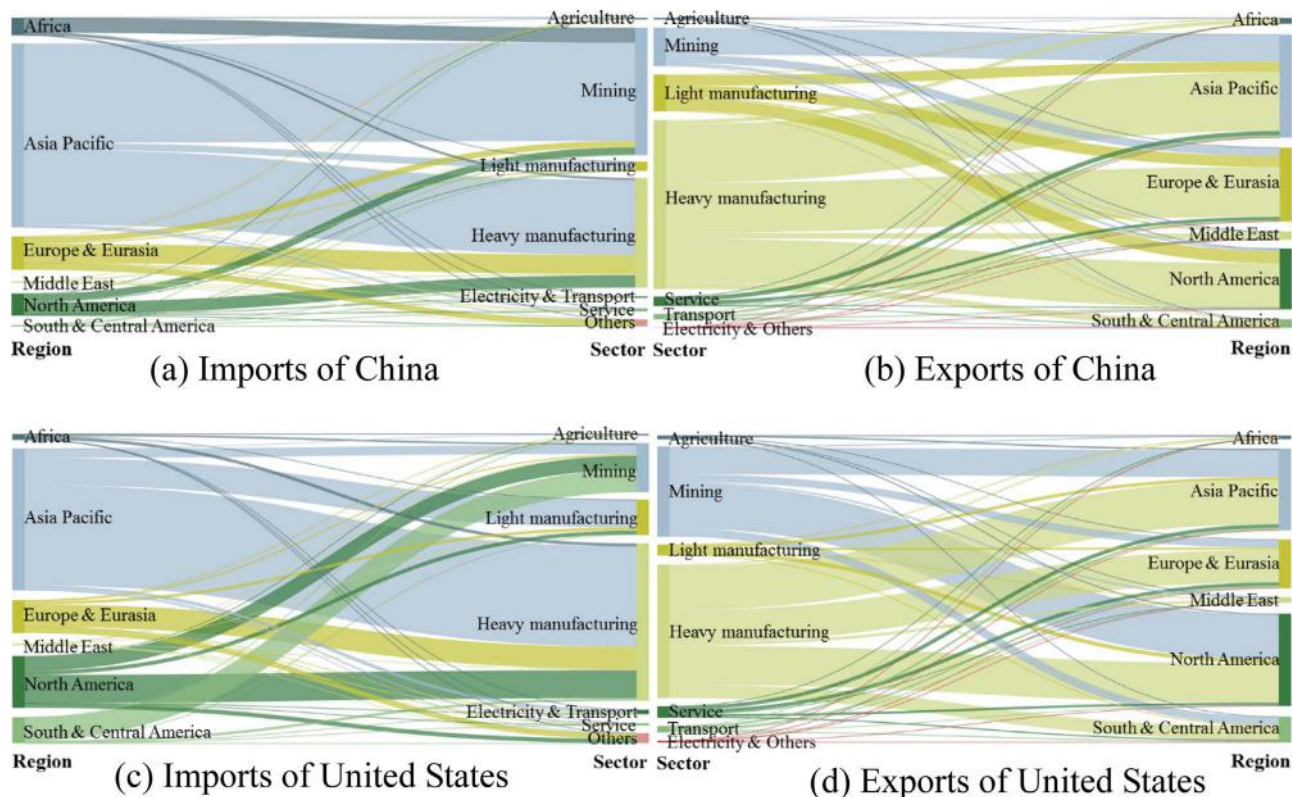 Africa
Asia Pacific
Europe & Eurasia
Middle East
North America
South & Central America
Region
Agriculture
Mining
Light manufacturing
Heavy manufacturing
Electricity & Transport
Service
Others
Sector
(a) Imports of China
Agriculture
Mining
Light manufacturing
Heavy manufacturing
Service
Transport
Electricity & Others
Sector
Africa
Asia Pacific
Europe & Eurasia
Middle East
North America
South & Central America
Region
(b) Exports of China
Africa
Asia Pacific
Europe & Eurasia
Middle East
North America
South & Central America
Region
Agriculture
Mining
Light manufacturing
Heavy manufacturing
Electricity & Transport
Service
Others
Sector
(c) Imports of United States
Agriculture
Mining
Light manufacturing
Heavy manufacturing
Service
Transport
Electricity & Others
Sector
Africa
Asia Pacific
Europe & Eurasia
Middle East
North America
South & Central America
Region
(d) Exports of United States